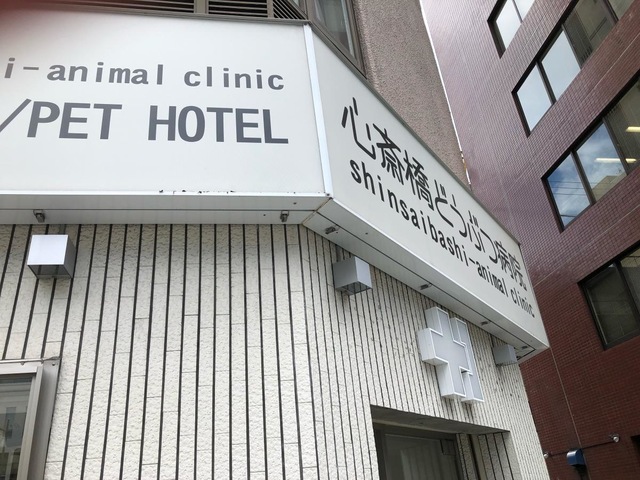 i-animal clinic
/PET HOTEL
心斎橋どうぶつ病院
shinsaibashi-animal clinic